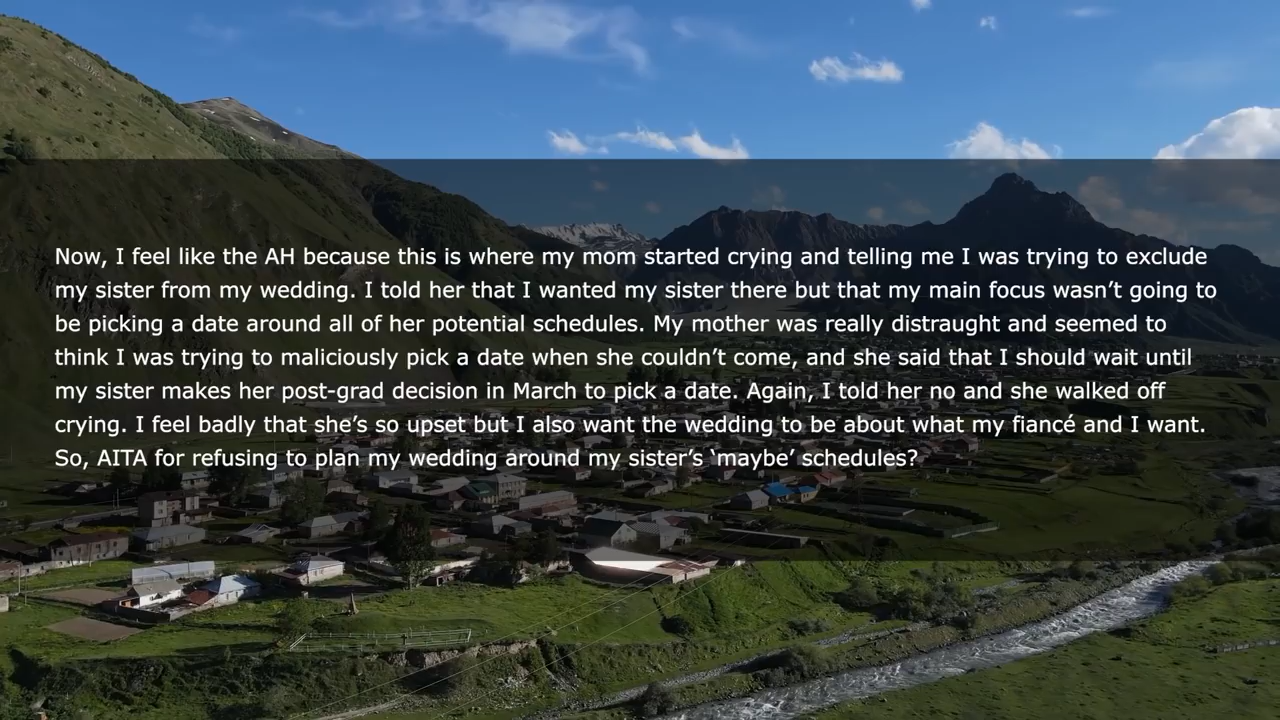 Now, I feel like the AH because this is where my mom started crying and telling me I was trying to exclude
my sister from my wedding. I told her that I wanted my sister there but that my main focus wasn’t going to
be picking a date around all of her potential schedules. My mother was really distraught and seemed to
think I was trying to maliciously pick a date when she couldn’t come, and she said that I should wait until
my sister makes her post-grad decision in March to pick a date. Again, I told her no and she walked off
crying. I feel badly that she’s so upset but I also want the wedding to be about what my fiancé and I want.
So, AITA for refusing to plan my wedding around my sister’s ‘maybe’ schedules?